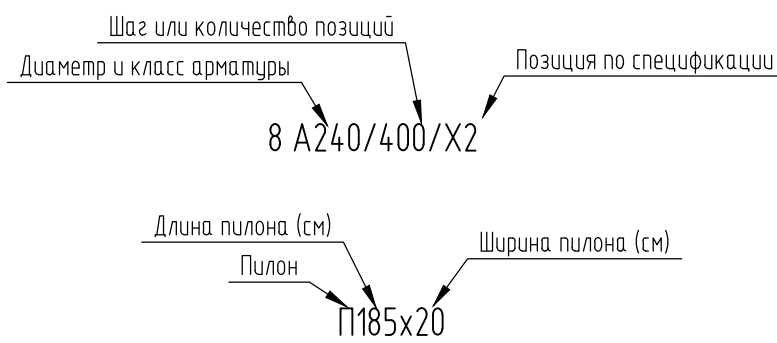 Шаг или количество позиций
Диаметр и класс арматуры
Позиция по спецификации
8 А240/400/Х2
Длина пилона (см)
Ширина пилона (см)
Пилон
П185х20